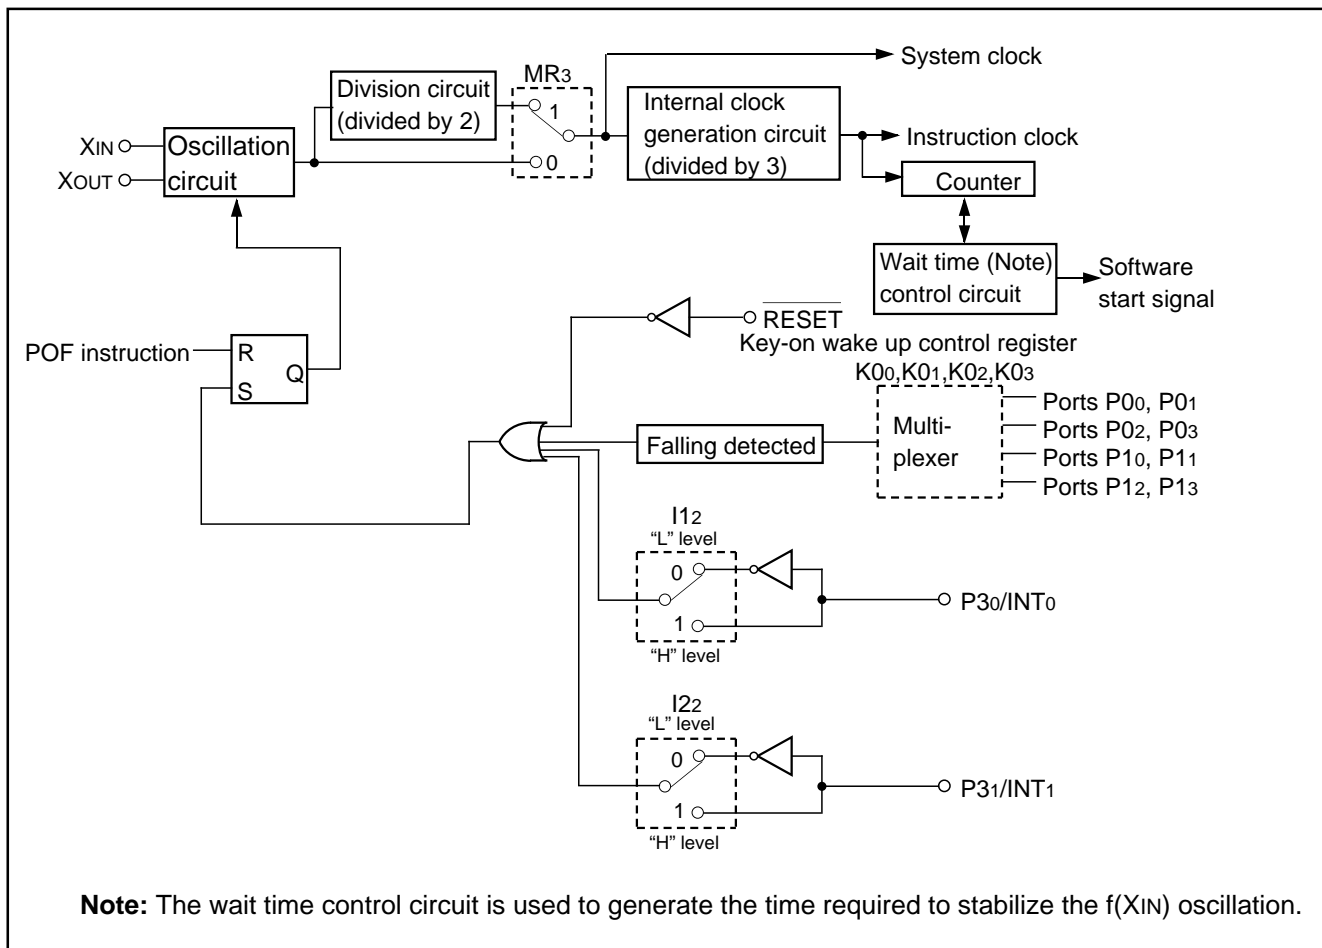 System clock
MR3
Division circuit
(divided by 2)
1
0
Internal clock
generation circuit
(divided by 3)
Instruction clock
XIN
XOUT
Oscillation
circuit
Counter
Wait time (Note)
control circuit
Software
start signal
RESET
Key-on wake up control register
K00,K01,K02,K03
POF instruction
R
S
Q
Falling detected
Multi-
plexer
Ports P00, P01
Ports P02, P03
Ports P10, P11
Ports P12, P13
I12
“L” level
0
1
“H” level
P30/INT0
I22
“L” level
0
1
“H” level
P31/INT1
Note: The wait time control circuit is used to generate the time required to stabilize the f(XIN) oscillation.